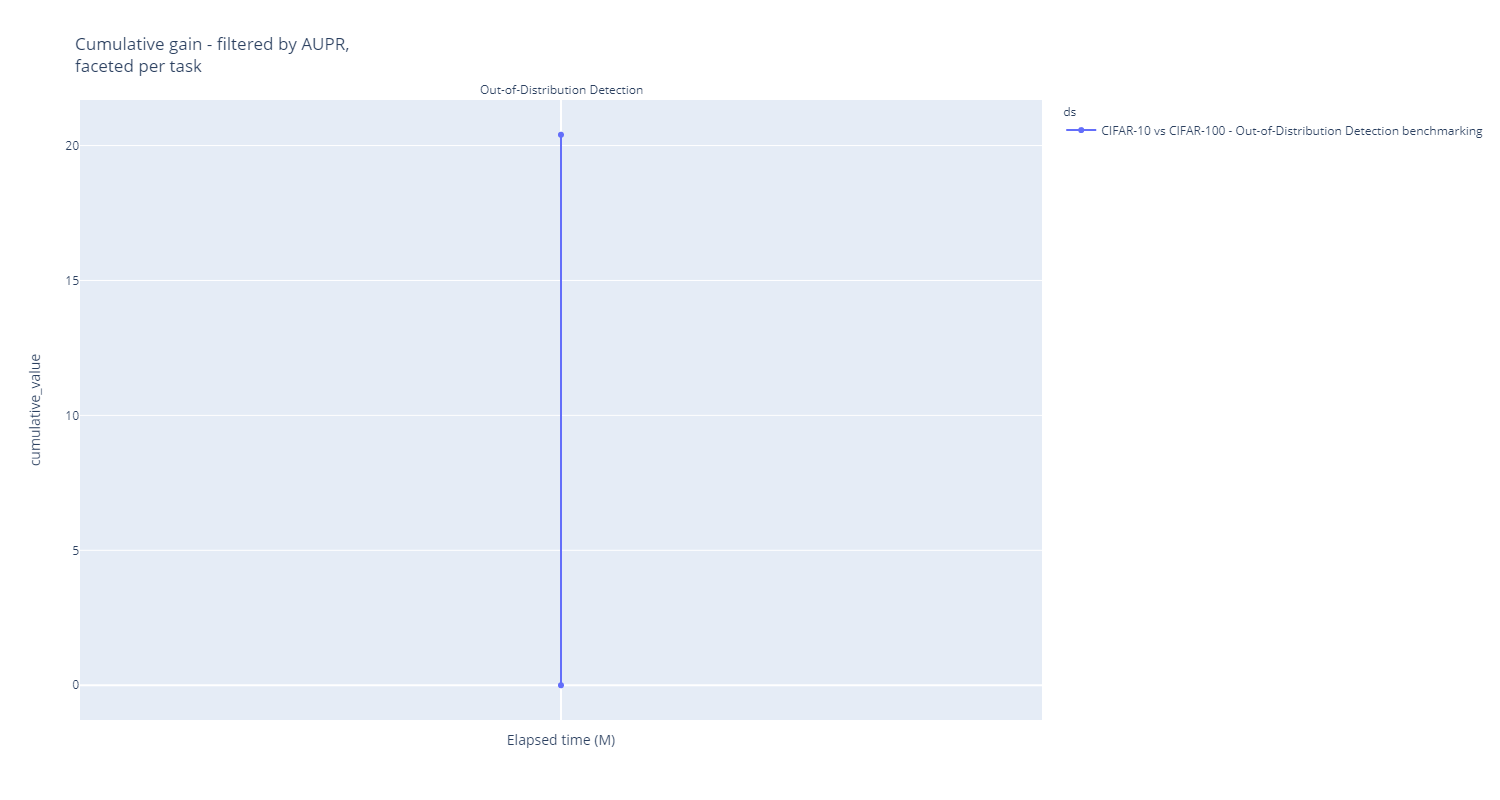 Cumulative gain - filtered by AUPR,
faceted per task
Out-of-Distribution Detection
ds
CIFAR-10 vs CIFAR-100 - Out-of-Distribution Detection benchmarking
20
15
10
5
0
cumulative_value
Elapsed time (M)